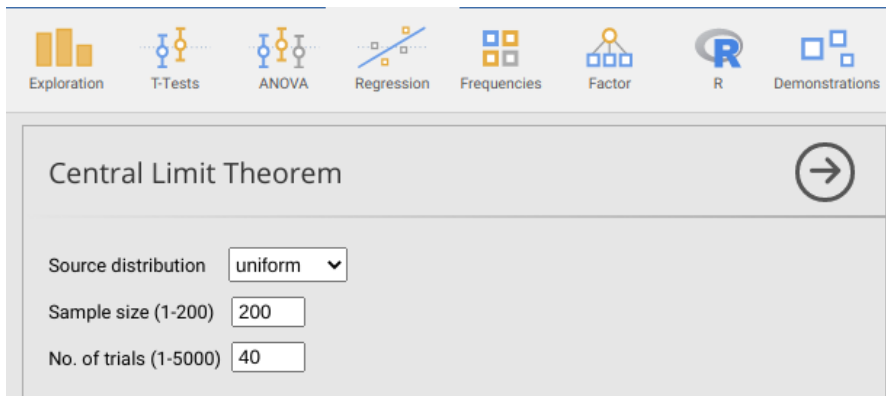 Exploration T-Tests ANOVA Regression Frequencies Factor R Demonstrations
Central Limit Theorem
Source distribution uniform
Sample size (1-200) 200
No. of trials (1-5000) 40